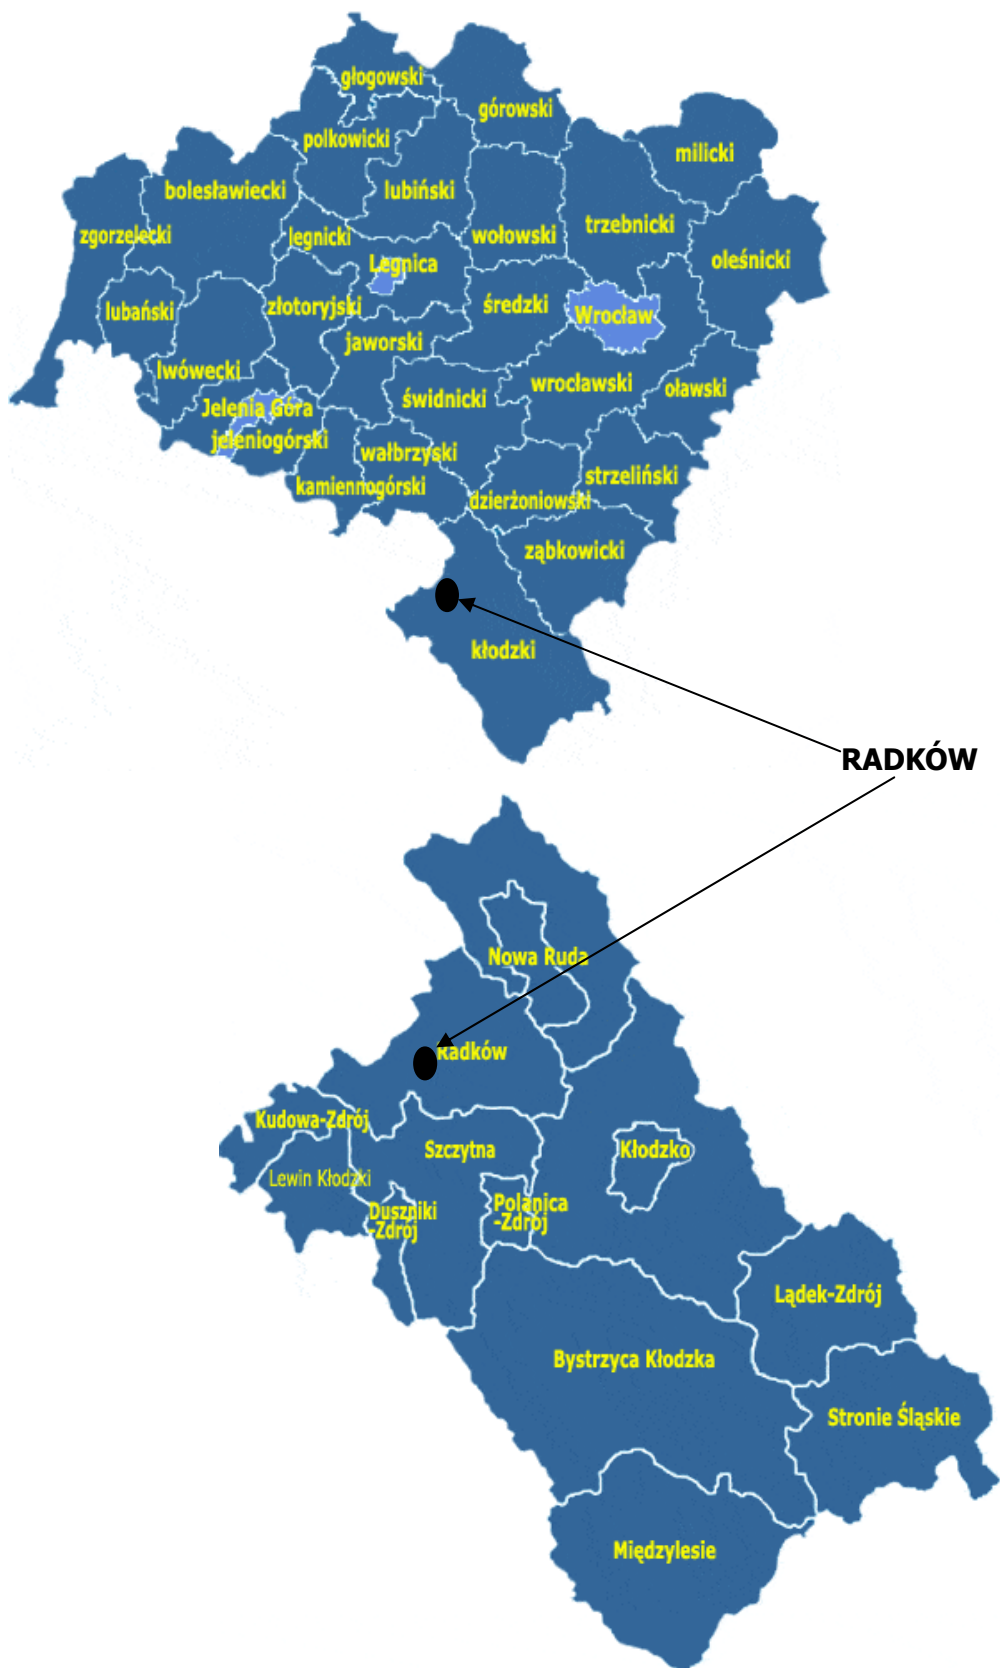 głogowski
górowski
polkowicki
milicki
bolesławiecki
lubiński
zgorzelecki
legnicki
wołowski
trzebnicki
oleśnicki
Legnica
lubański
złotoryjski
średzki
Wrocław
jaworski
lwówecki
wrocławski
oławski
Jelenia Góra
świdnicki
jeleniogórski
wałbrzyski
strzeliński
kamiennogórski
dzierżoniowski
ząbkowicki
kłodzki
RADKÓW
Nowa Ruda
Radków
Kudowa-Zdrój
Szczytna
Kłodzko
Lewin Kłodzki
Duszniki
-Zdrój
Polanica
-Zdrój
Lądek-Zdrój
Bystrzyca Kłodzka
Stronie Śląskie
Międzylesie